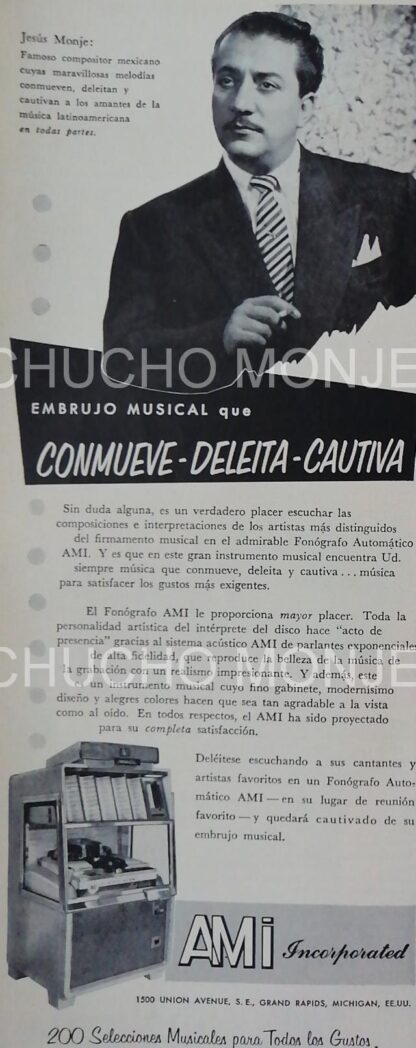 Jesús Monje:
Famoso compositor mexicano
cuyas maravillosas melodías
conmueven, deleitan y
cautivan a los amantes de la
música latinoamericana
en todas partes.
CHUCHO MONJE
EMBRUJO MUSICAL que
CONMUEVE-DELEITA-CAUTIVA
Sin duda alguna, es un verdadero placer escuchar las
composiciones e interpretaciones de los artistas más distinguidos
del firmamento musical en el admirable Fonógrafo Automático
AMI. Y es que en este gran instrumento musical encuentra Ud.
siempre música que conmueve, deleita y cautiva...música
para satisfacer los gustos más exigentes.
El Fonógrafo AMI le proporciona mayor placer. Toda la
personalidad artística del intérprete del disco hace "acto de
presencia" gracias al sistema acústico AMI de parlantes exponenciales
de alta fidelidad, que reproduce la belleza de la música de
CHUCHO MONJE
la grabación con un realismo impresionante. Y además, este
es un instrumento musical cuyo fino gabinete, modernísimo
diseño y alegres colores hacen que sea tan agradable a la vista
como al oído. En todos respectos, el AMI ha sido proyectado
para su completa satisfacción.
Deléitese escuchando a sus cantantes y
artistas favoritos en un Fonógrafo Auto-
mático AMI—en su lugar de reunión
favorito—y quedará cautivado de su
embrujo musical.
AMi Incorporated
1500 UNION AVENUE, S. E., GRAND RAPIDS, MICHIGAN, EE.UU.
200 Selecciones Musicales para Todos los Gustos.